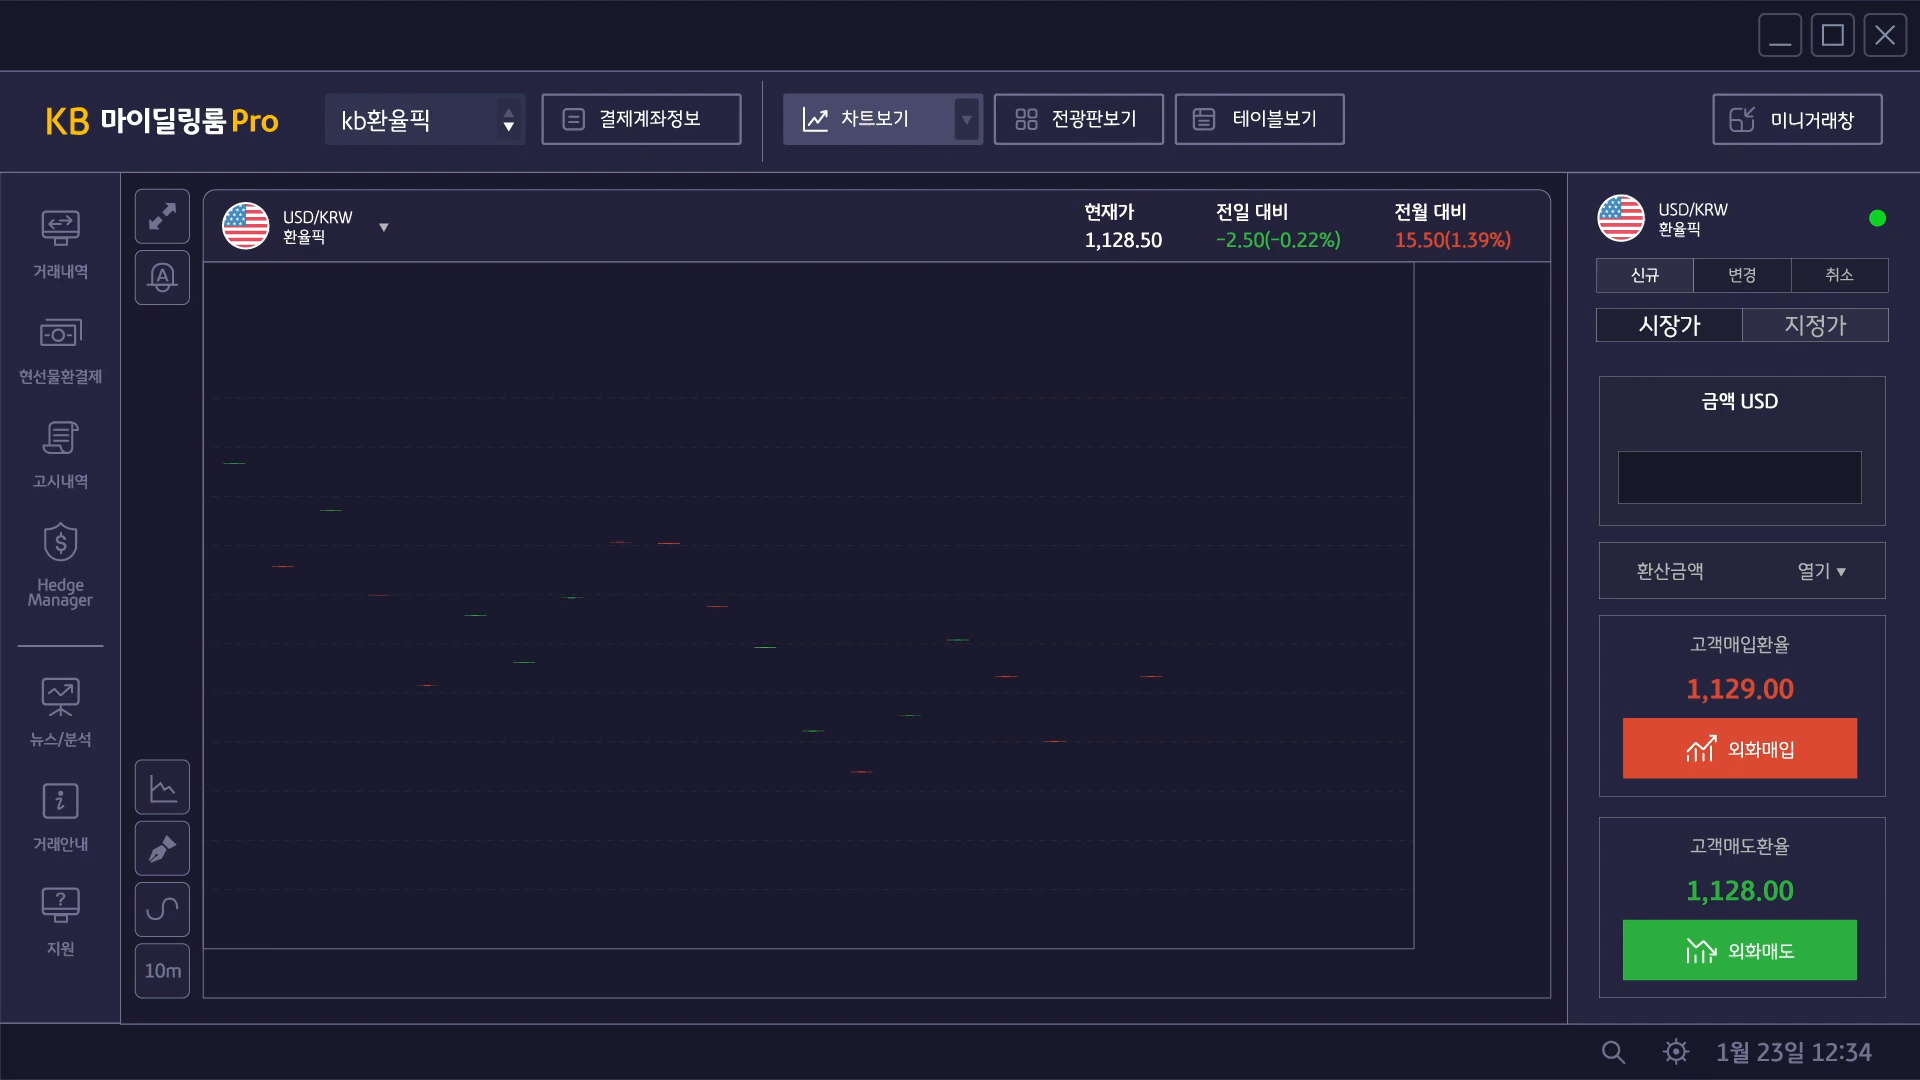 KB 마이딜링룸 Pro
kb환율픽
결제계좌정보
차트보기
전광판보기
테이블보기
미니거래창
거래내역
현선물환결제
고시내역
Hedge
Manager
뉴스/분석
거래안내
지원
10m
USD/KRW
환율픽
현재가
1,128.50
전일 대비
-2.50(-0.22%)
전월 대비
15.50(1.39%)
USD/KRW
환율픽
신규
변경
취소
시장가
지정가
금액 USD
환산금액
열기
고객매입환율
1,129.00
외화매입
고객매도환율
1,128.00
외화매도
1월 23일 12:34